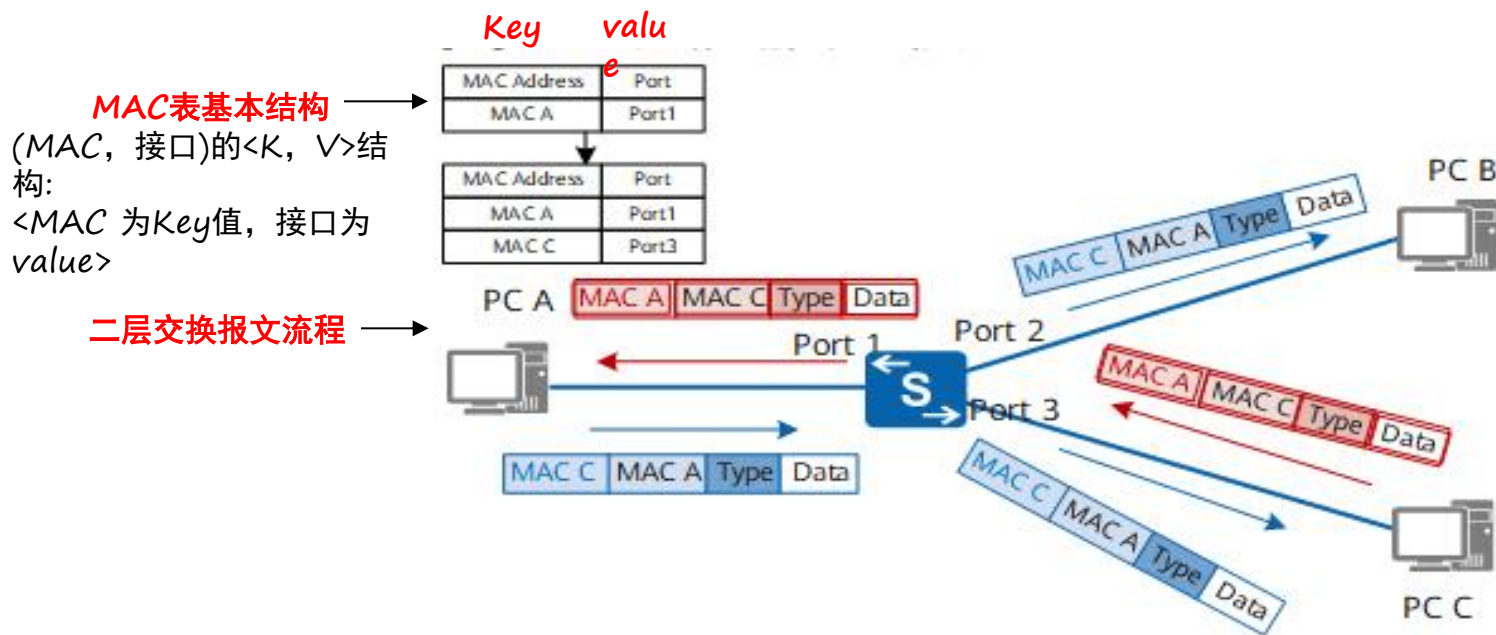 Key value
MAC Address Port
MAC A Port1
MAC表基本结构
(MAC，接口)的<K，V>结
构:
<MAC 为Key值，接口为
value>
MAC Address Port
MAC A Port1
MAC C Port3
PC B
MAC C MAC A Type Data
PC A
MAC A MAC C Type Data
二层交换报文流程
Port 1
Port 2
S
Port 3
MAC A MAC C Type Data
MAC C MAC A Type Data
MAC C MAC A Type Data
PC C